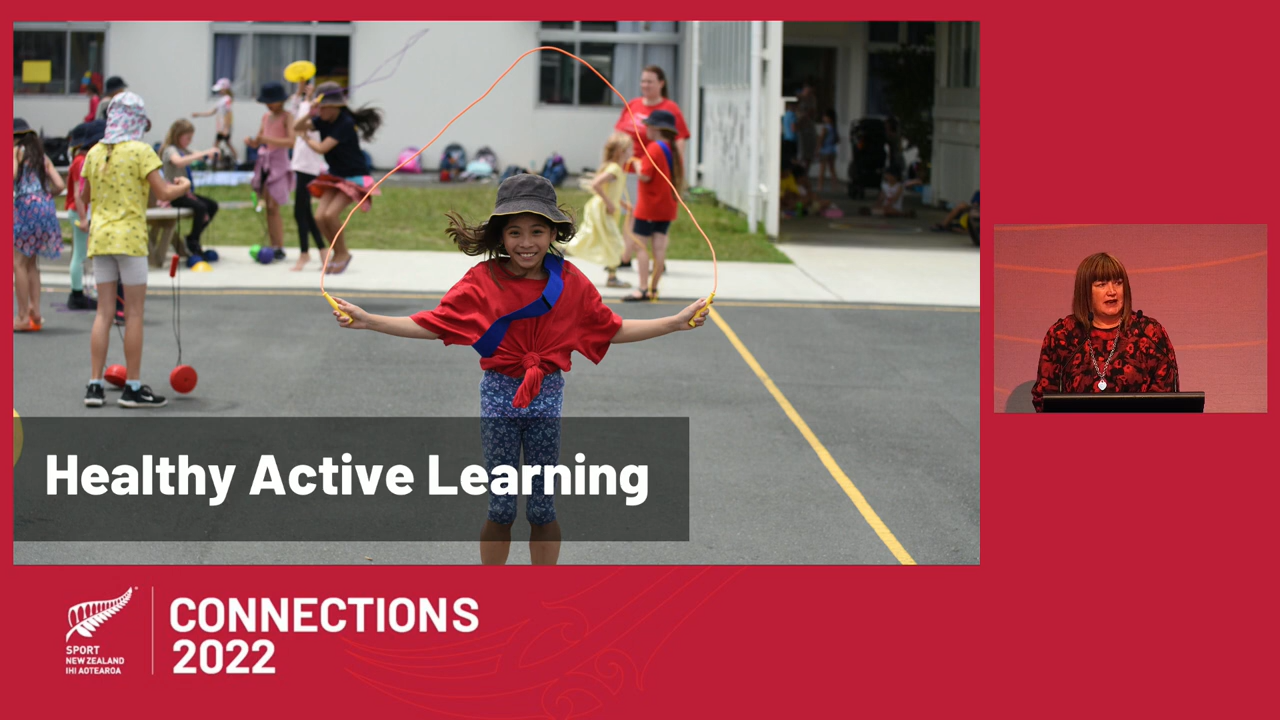 Healthy Active Learning
SPORT
NEW ZEALAND
IHI AOTEAROA
CONNECTIONS
2022